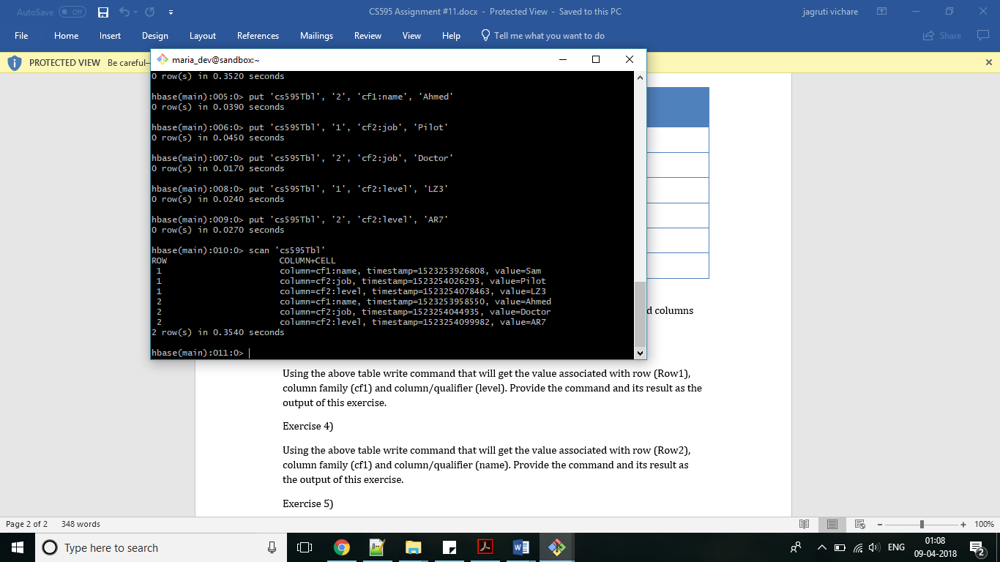 AutoSave Off CS595 Assignment #11.docx - Protected View - Saved to this PC jagruti vichare
File Home Insert Design Layout References Mailings Review View Help Tell me what you want to do Share
PROTECTED VIEW Be careful—
maria_dev@sandbox:~
0 row(s) in 0.3520 seconds
hbase(main):005:0> put 'cs595Tbl', '2', 'cf1:name', 'Ahmed'
0 row(s) in 0.0390 seconds
hbase(main):006:0> put 'cs595Tbl', '1', 'cf2:job', 'Pilot'
0 row(s) in 0.0450 seconds
hbase(main):007:0> put 'cs595Tbl', '2', 'cf2:job', 'Doctor'
0 row(s) in 0.0170 seconds
hbase(main):008:0> put 'cs595Tbl', '1', 'cf2:level', 'LZ3'
0 row(s) in 0.0240 seconds
hbase(main):009:0> put 'cs595Tbl', '2', 'cf2:level', 'AR7'
0 row(s) in 0.0270 seconds
hbase(main):010:0> scan 'cs595Tbl'
ROW COLUMN+CELL
1 column=cf1:name, timestamp=1523253926808, value=Sam
1 column=cf2:job, timestamp=1523254026293, value=Pilot
1 column=cf2:level, timestamp=1523254078463, value=LZ3
2 column=cf1:name, timestamp=1523253958550, value=Ahmed
2 column=cf2:job, timestamp=1523254044935, value=Doctor
2 column=cf2:level, timestamp=1523254099982, value=AR7
2 row(s) in 0.3540 seconds
hbase(main):011:0>
d columns
Using the above table write command that will get the value associated with row (Row1),
column family (cf1) and column/qualifier (level). Provide the command and its result as the
output of this exercise.
Exercise 4)
Using the above table write command that will get the value associated with row (Row2),
column family (cf1) and column/qualifier (name). Provide the command and its result as
the output of this exercise.
Exercise 5)
Page 2 of 2 348 words 100%
Type here to search ENG 01:08
09-04-2018 2